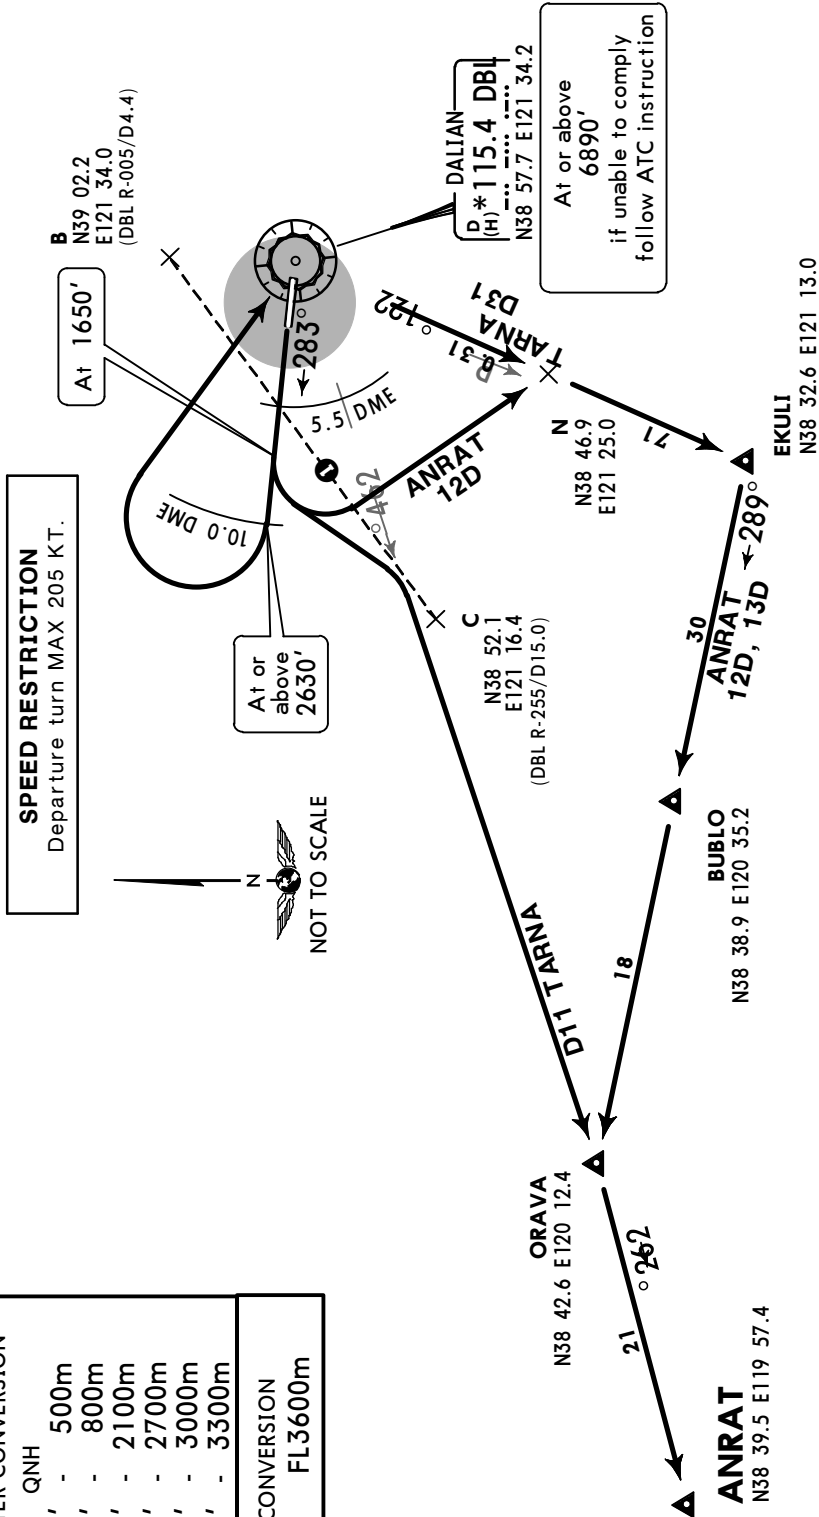 SPEED RESTRICTION
Departure turn MAX 205 KT.
B
N39 02.2
E121 34.0
(DBL R-005/D4.4)
At 1650'
DALIAN
D
(H) *115.4 DBL
N38 57.7 E121 34.2
At or above
6890'
if unable to comply
follow ATC instruction
283°
5.5 DME
10.0 DME
At or
above
2630'
1
ANRAT
12D
N
N38 46.9
E121 25.0
C
N38 52.1
E121 16.4
(DBL R-255/D15.0)
N
NOT TO SCALE
71
EKULI
N38 32.6 E121 13.0
289°
30
ANRAT
12D, 13D
BUBLO
N38 38.9 E120 35.2
18
D11 TARNA
TARNA
D31
ORAVA
N38 42.6 E120 12.4
21
ANRAT
N38 39.5 E119 57.4
CONVERSION
QNH
' - 500m
' - 800m
' - 2100m
' - 2700m
' - 3000m
' - 3300m
CONVERSION
FL3600m